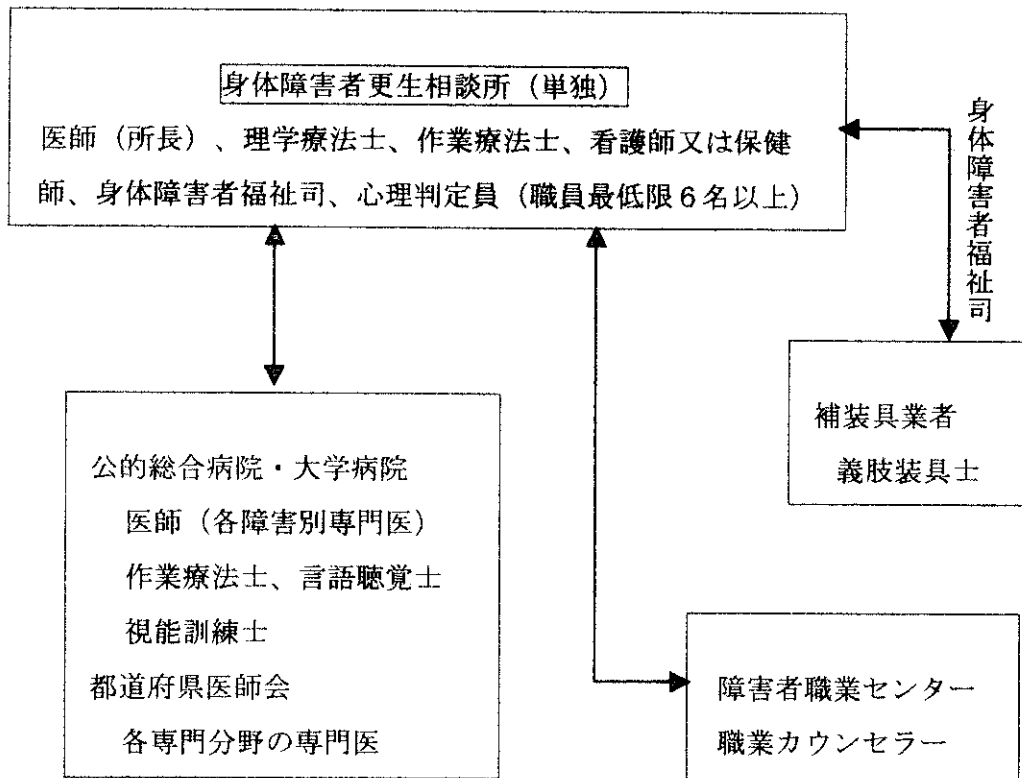 身体障害者更生相談所（単独）
医師（所長）、理学療法士、作業療法士、看護師又は保健
師、身体障害者福祉司、心理判定員（職員最低限６名以上）
身体障害者福祉司
補装具業者
義肢装具士
公的総合病院・大学病院
医師（各障害別専門医）
作業療法士、言語聴覚士
視能訓練士
都道府県医師会
各専門分野の専門医
障害者職業センター
職業カウンセラー